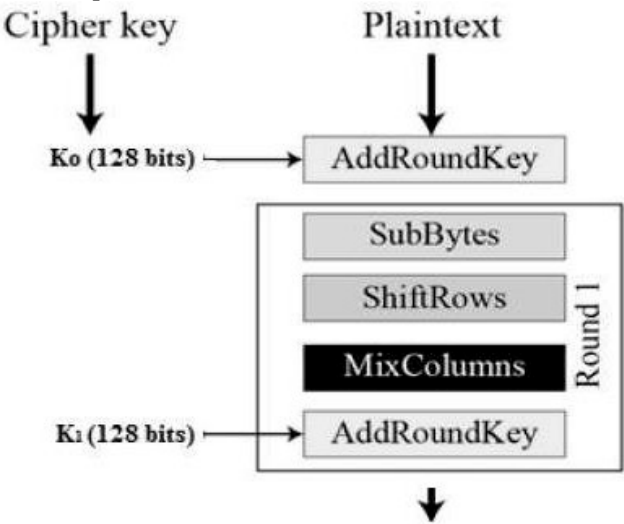 Cipher key
Plaintext
K0 (128 bits)
AddRoundKey
SubBytes
ShiftRows
Round 1
MixColumns
K1 (128 bits)
AddRoundKey